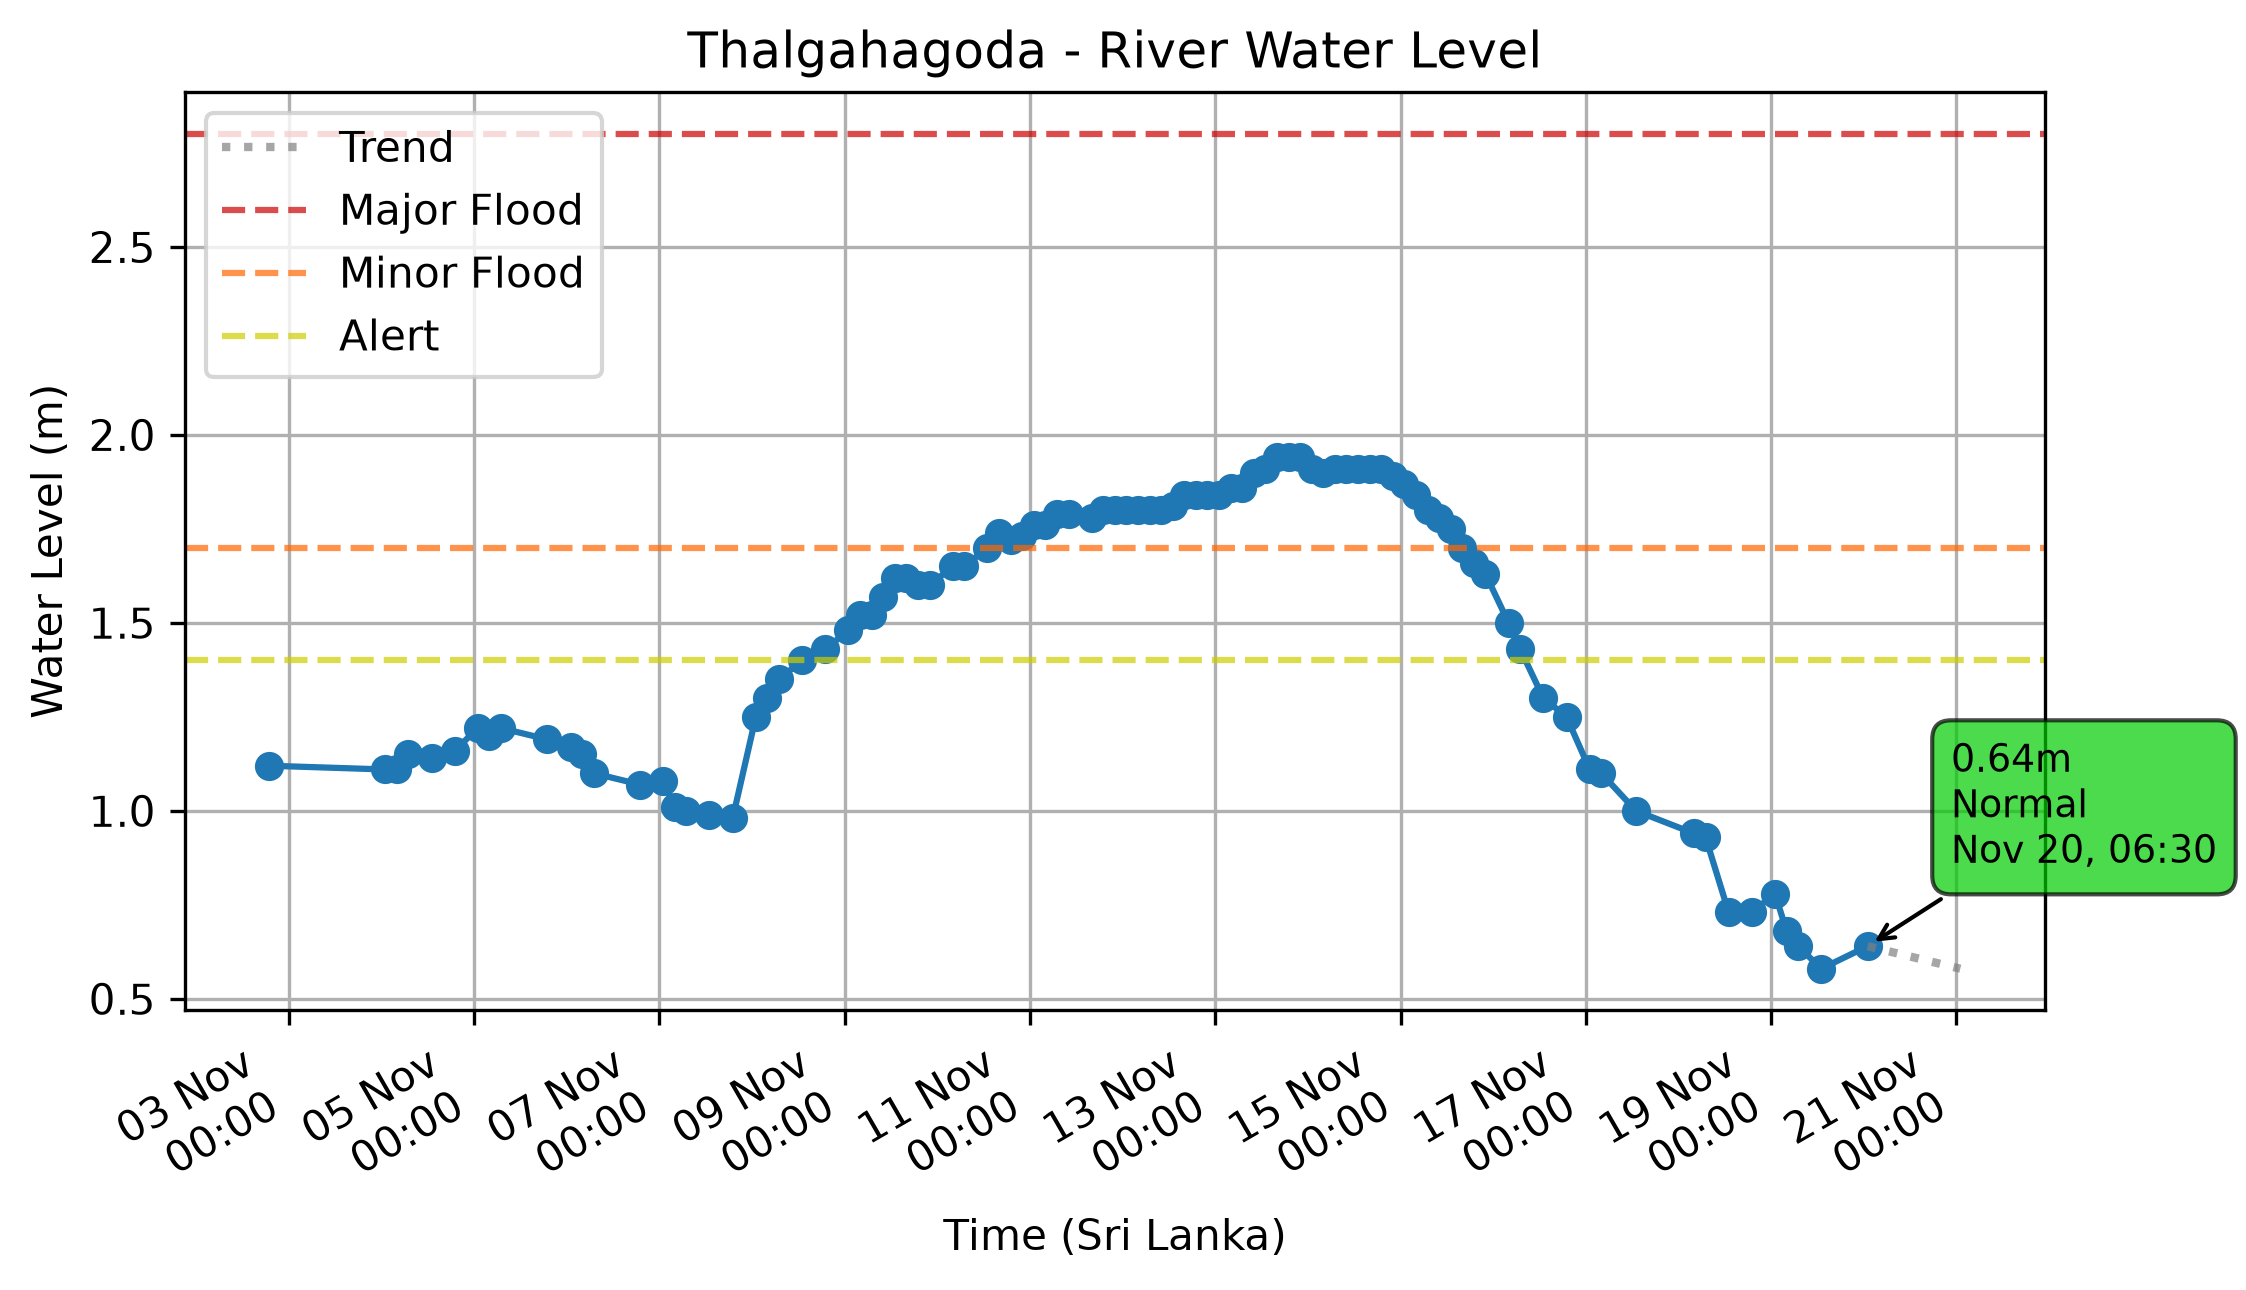 Thalgahagoda - River Water Level
Trend
Major Flood
Minor Flood
Alert
Water Level (m)
2.5
2.0
1.5
1.0
0.5
0.64m
Normal
Nov 20, 06:30
03 Nov
00:00
05 Nov
00:00
07 Nov
00:00
09 Nov
00:00
11 Nov
00:00
13 Nov
00:00
15 Nov
00:00
17 Nov
00:00
19 Nov
00:00
21 Nov
00:00
Time (Sri Lanka)